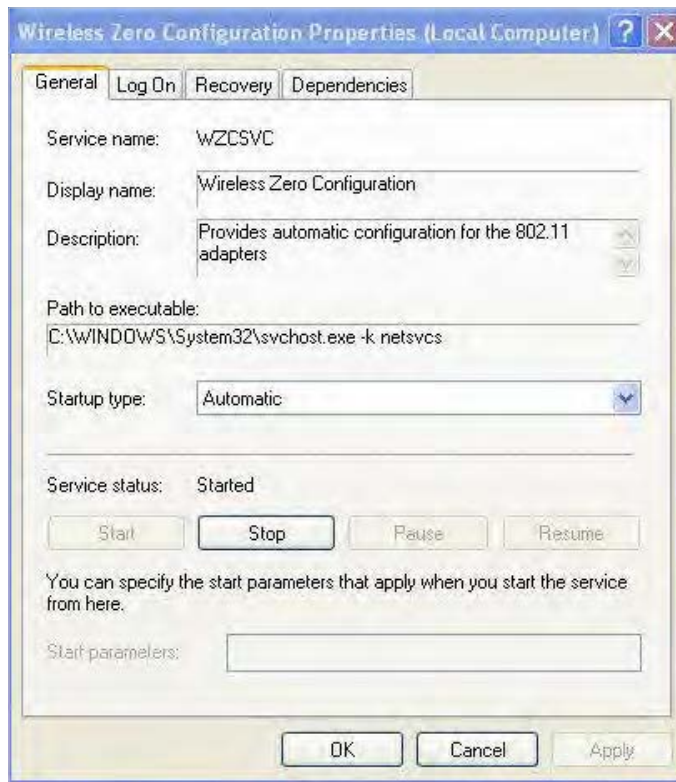 Wireless Zero Configuration Properties (Local Computer)
General Log On Recovery Dependencies
Service name: WZCSVC
Display name: Wireless Zero Configuration
Description: Provides automatic configuration for the 802.11
adapters
Path to executable:
C:\WINDOWS\System32\svchost.exe -k netsvcs
Startup type: Automatic
Service status: Started
Start Stop Pause Resume
You can specify the start parameters that apply when you start the service
from here.
Start parameters:
OK Cancel Apply